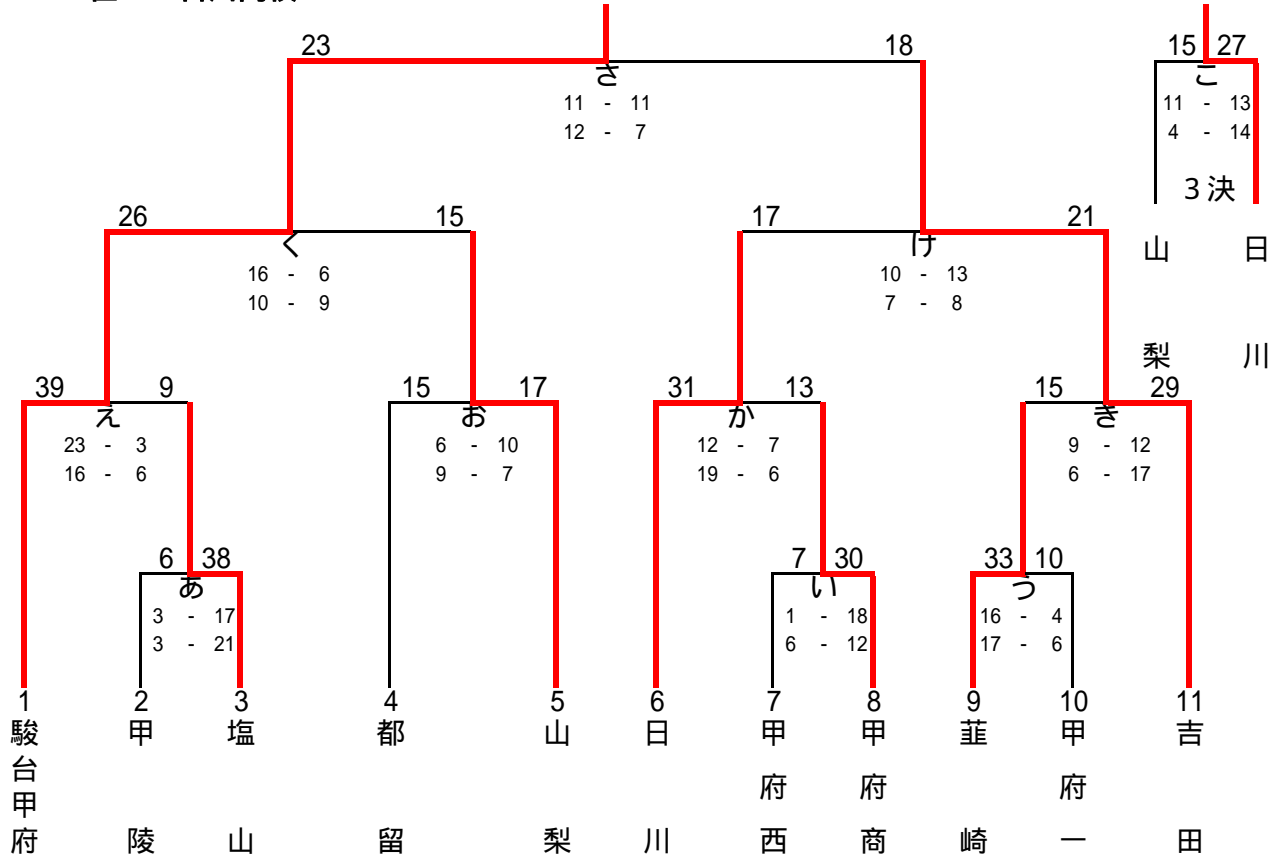 23 18 15 27
さ こ
11 - 11 11 - 13
12 - 7 4 - 14
3決
26 15 17 21
く け 山 日
16 - 6 10 - 13
10 - 9 7 - 8
梨 川
39 9 15 17 31 13 15 29
え お か き
23 - 3 6 - 10 12 - 7 9 - 12
16 - 6 9 - 7 19 - 6 6 - 17
6 38 7 30 33 10
あ い う
3 - 17 1 - 18 16 - 4
3 - 21 6 - 12 17 - 6
1 2 3 4 5 6 7 8 9 10 11
駿台甲府 甲陵 塩山 都留 山梨 日川 甲府西 甲府商 韮崎 甲府一 吉田